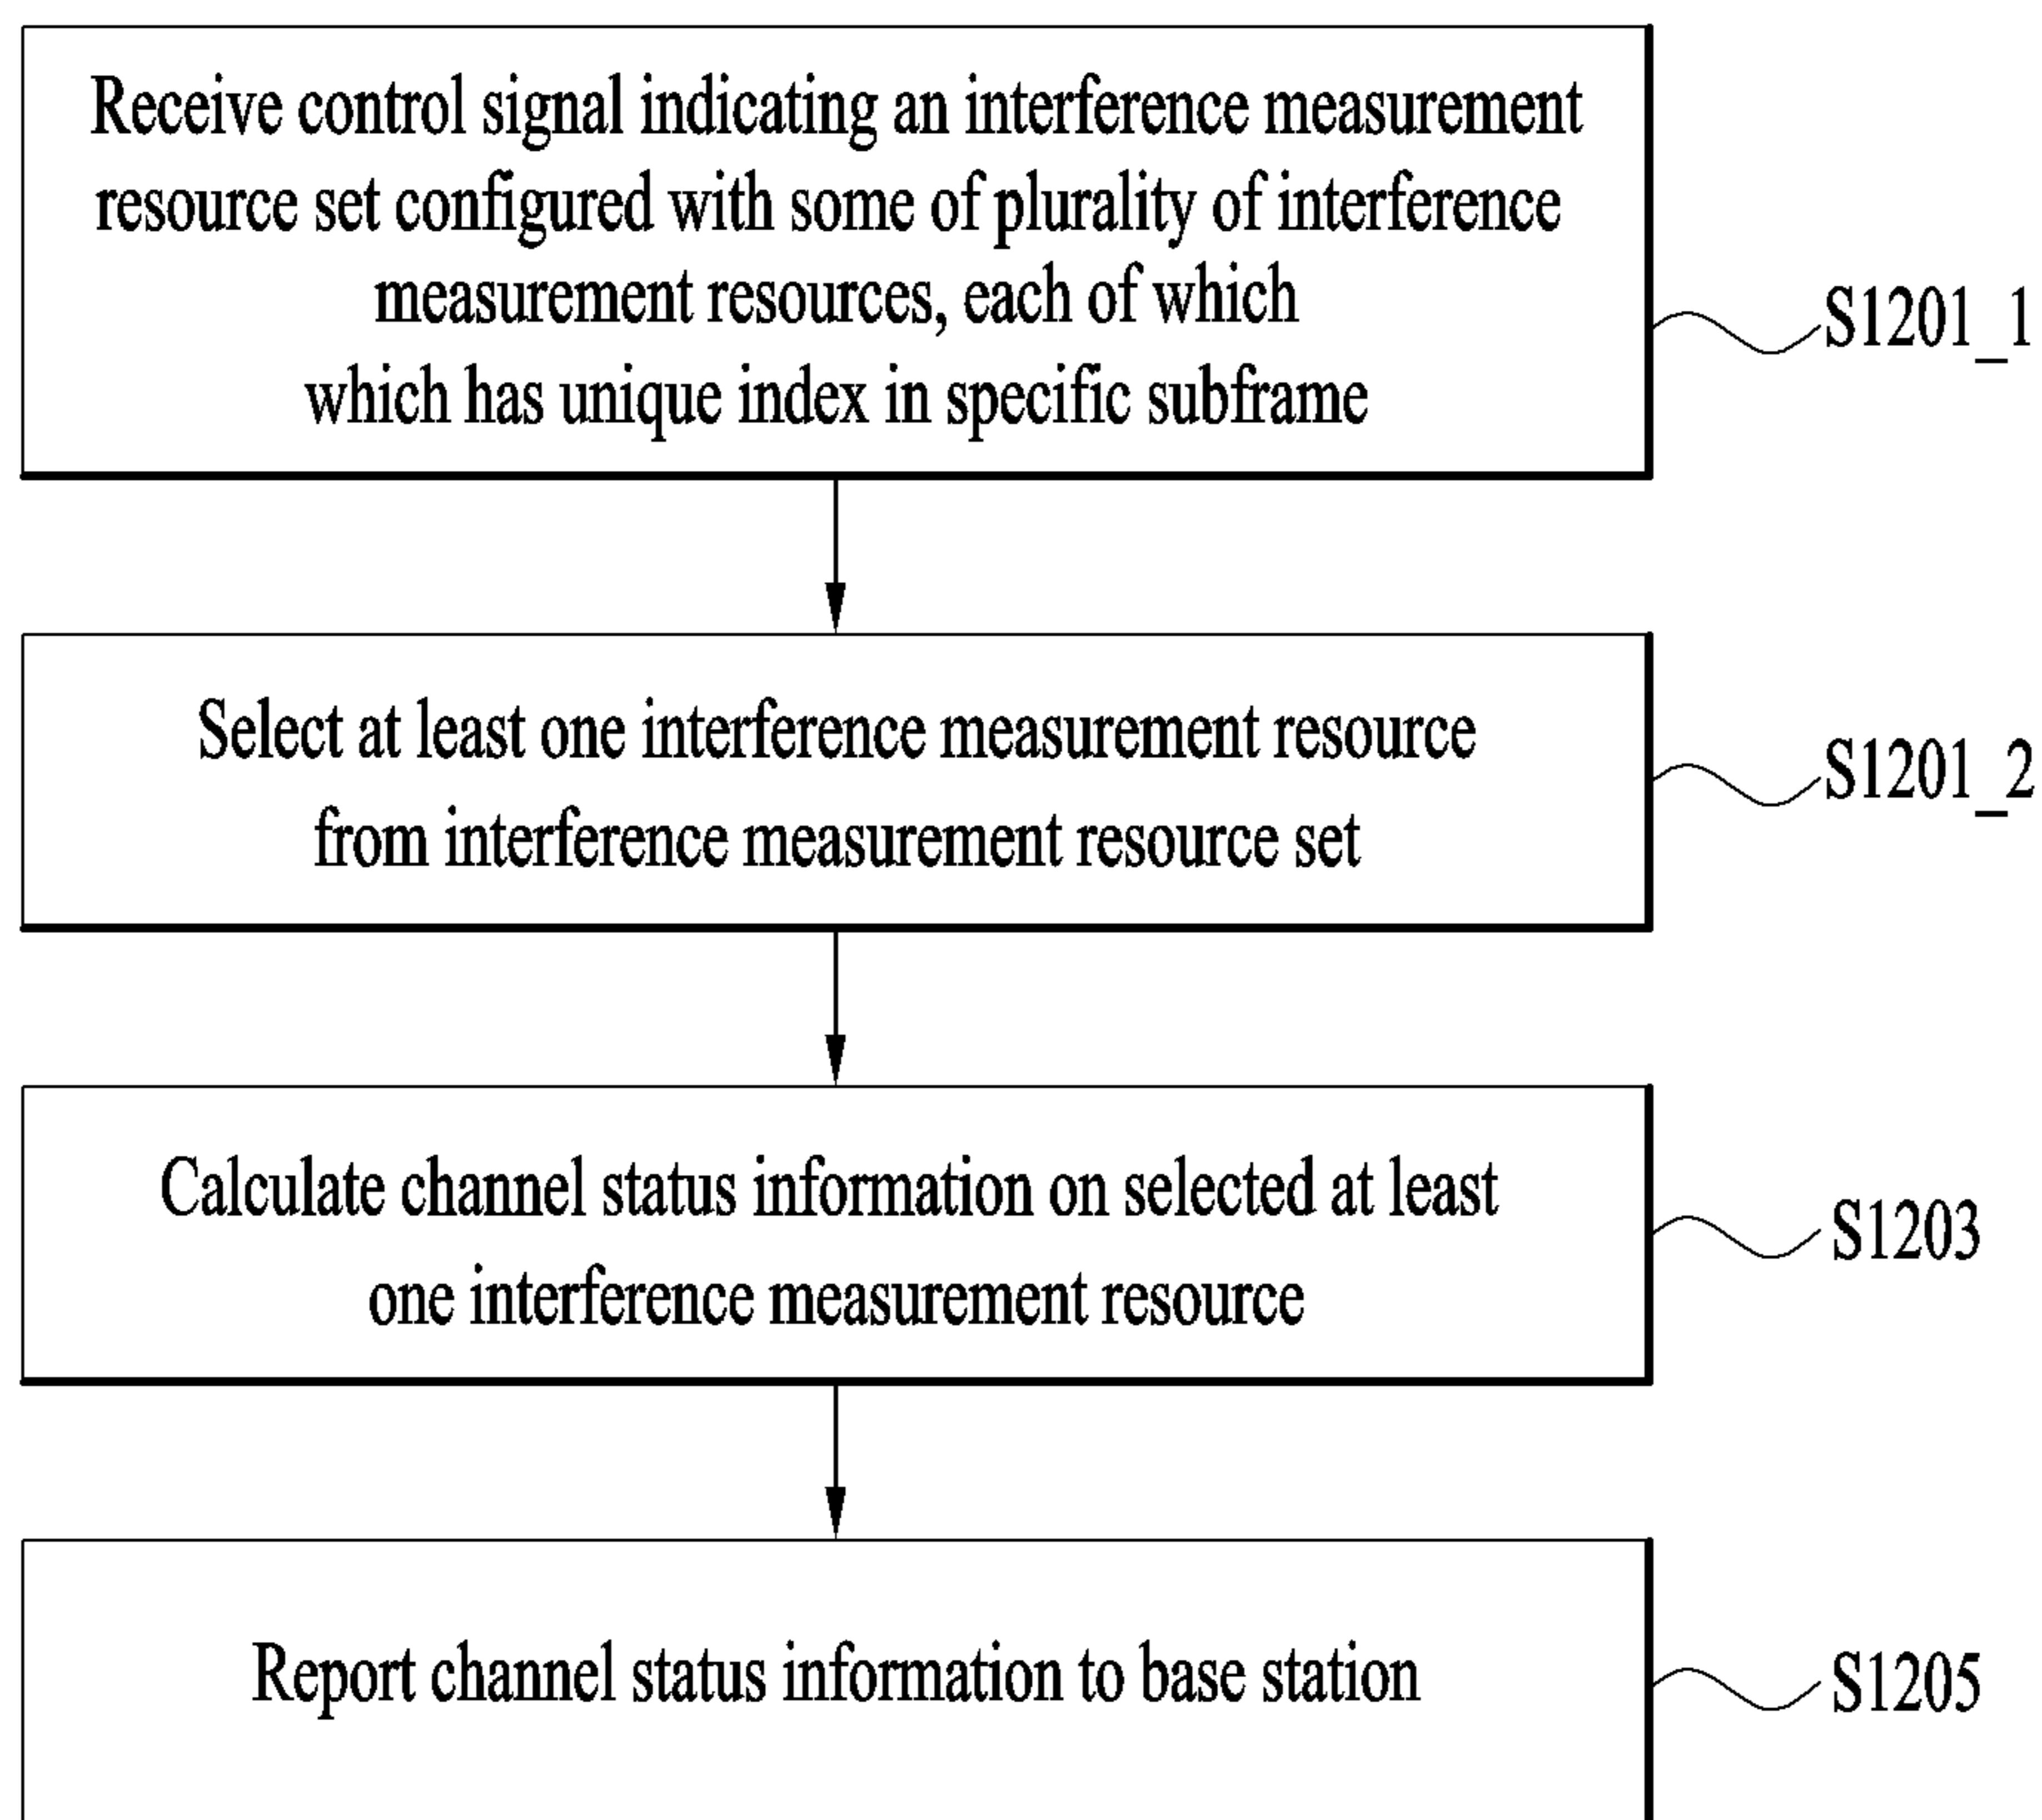 Receive control signal indicating an interference measurement
resource set configured with some of plurality of interference
measurement resources, each of which
which has unique index in specific subframe
S1201_1
Select at least one interference measurement resource
from interference measurement resource set
S1201_2
Calculate channel status information on selected at least
one interference measurement resource
S1203
Report channel status information to base station
S1205